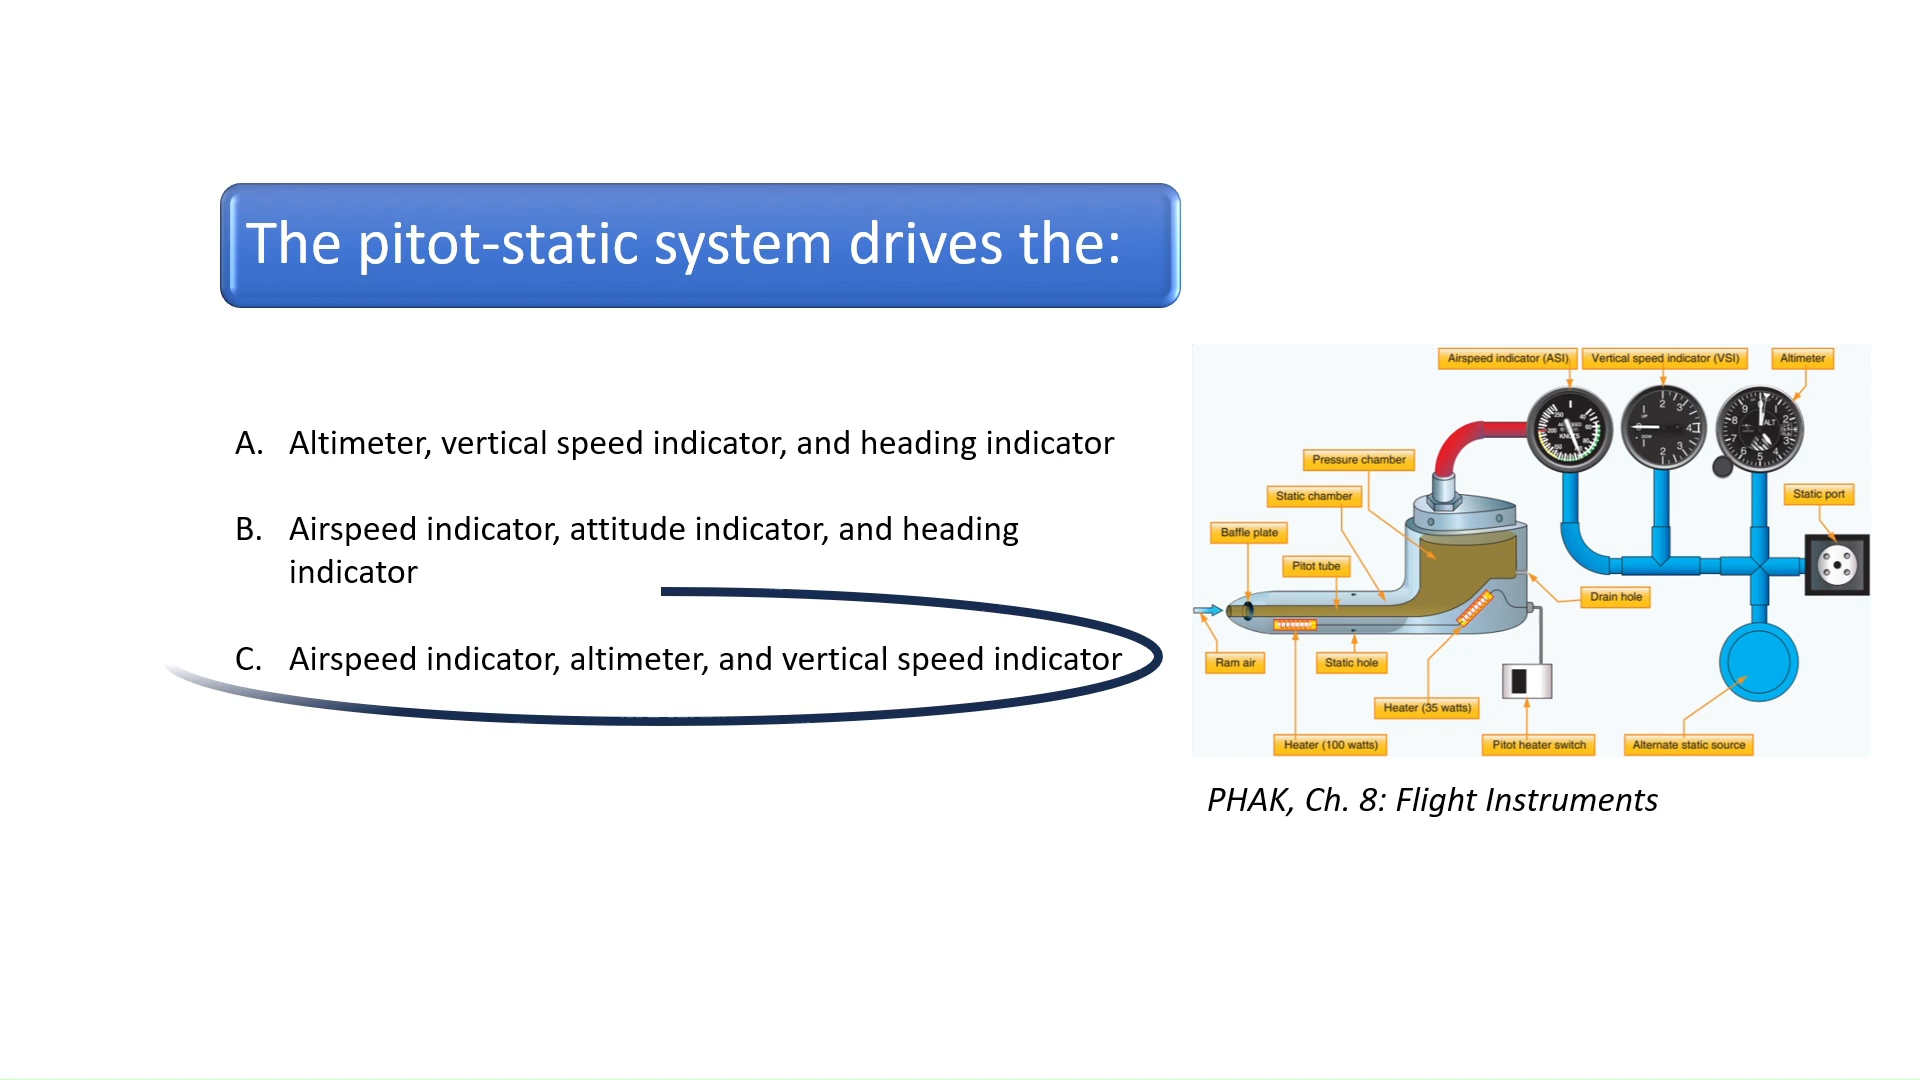 The pitot-static system drives the:
A. Altimeter, vertical speed indicator, and heading indicator
B. Airspeed indicator, attitude indicator, and heading
indicator
C. Airspeed indicator, altimeter, and vertical speed indicator
Airspeed indicator (ASI)
Vertical speed indicator (VSI)
Altimeter
Pressure chamber
Static chamber
Static port
Baffle plate
Pitot tube
Drain hole
Ram air
Static hole
Heater (35 watts)
Heater (100 watts)
Pitot heater switch
Alternate static source
PHAK, Ch. 8: Flight Instruments